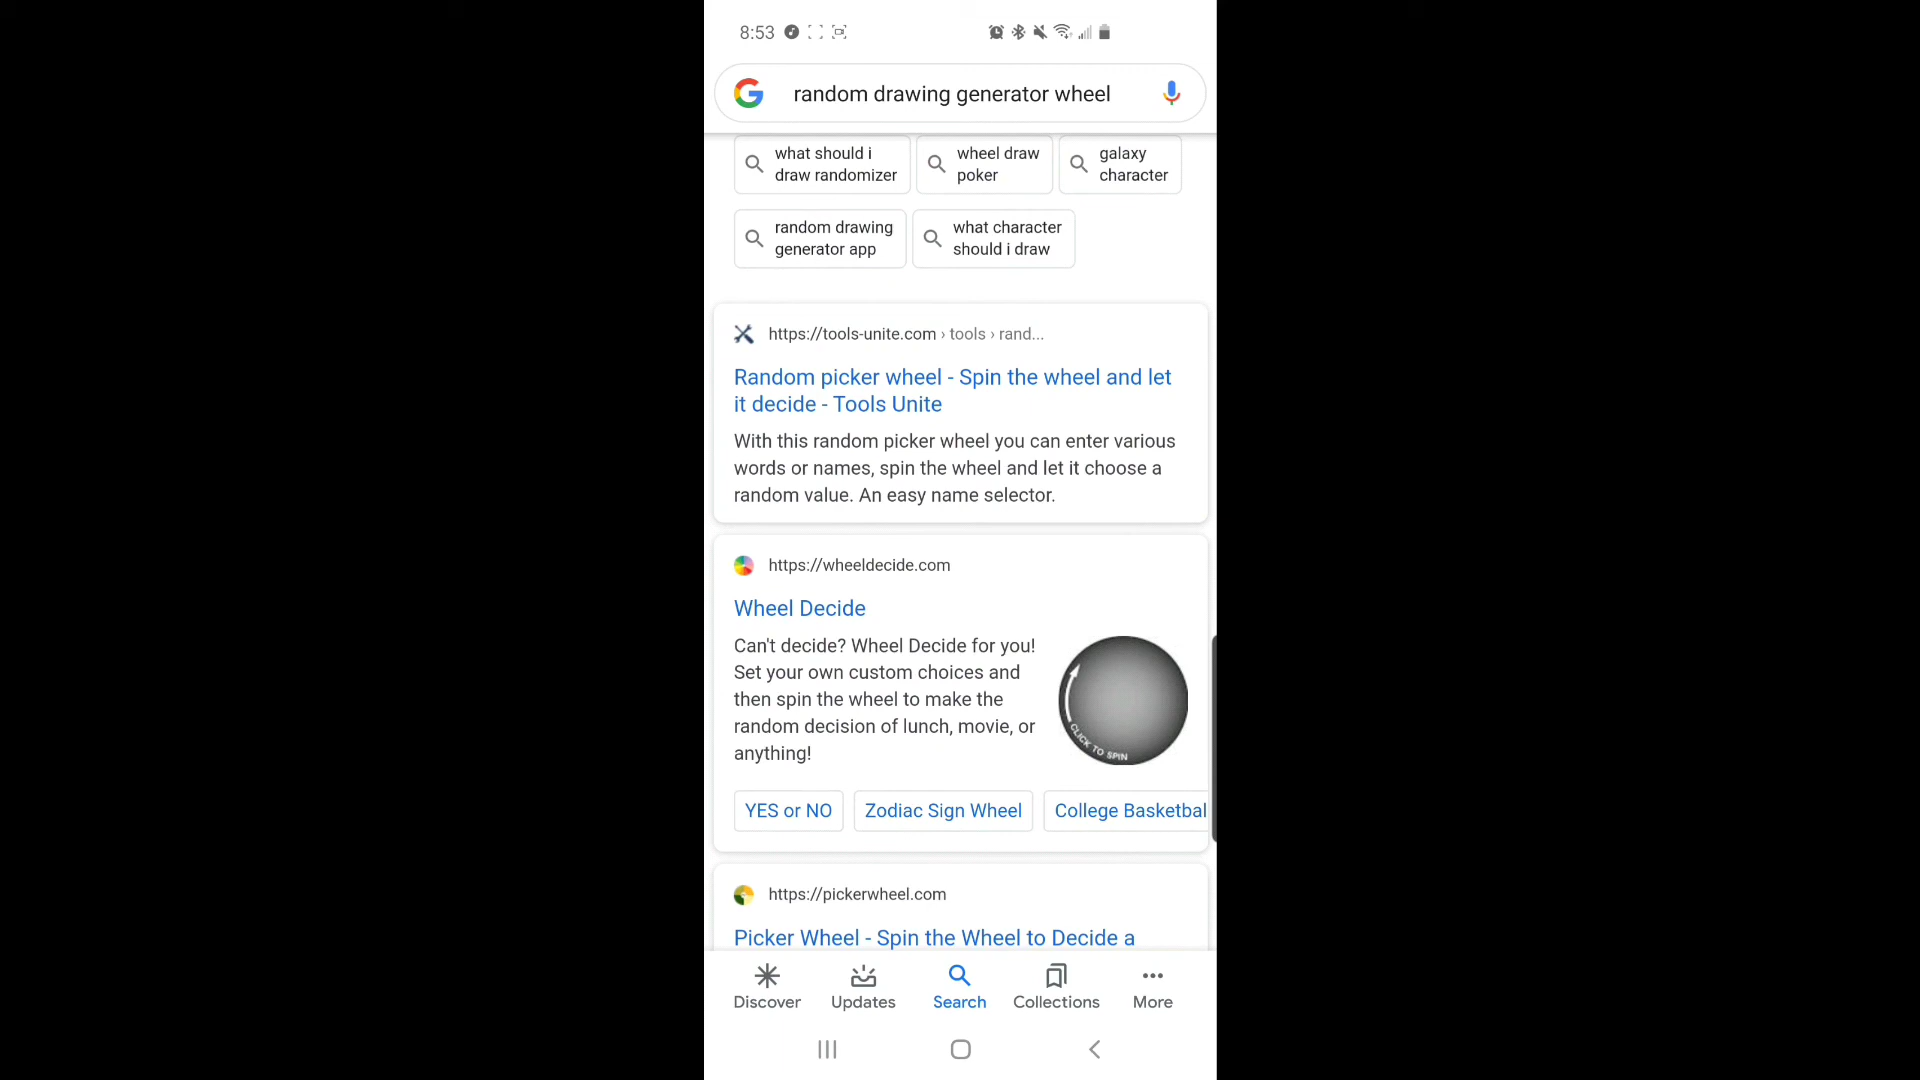 8:53
random drawing generator wheel
what should i
draw randomizer
wheel draw
poker
galaxy
character
random drawing
generator app
what character
should i draw
https://tools-unite.com › tools › rand...
Random picker wheel - Spin the wheel and let
it decide - Tools Unite
With this random picker wheel you can enter various
words or names, spin the wheel and let it choose a
random value. An easy name selector.
https://wheeldecide.com
Wheel Decide
Can't decide? Wheel Decide for you!
Set your own custom choices and
then spin the wheel to make the
random decision of lunch, movie, or
anything!
CLICK TO SPIN
YES or NO
Zodiac Sign Wheel
College Basketbal
https://pickerwheel.com
Picker Wheel - Spin the Wheel to Decide a
Discover
Updates
Search
Collections
More